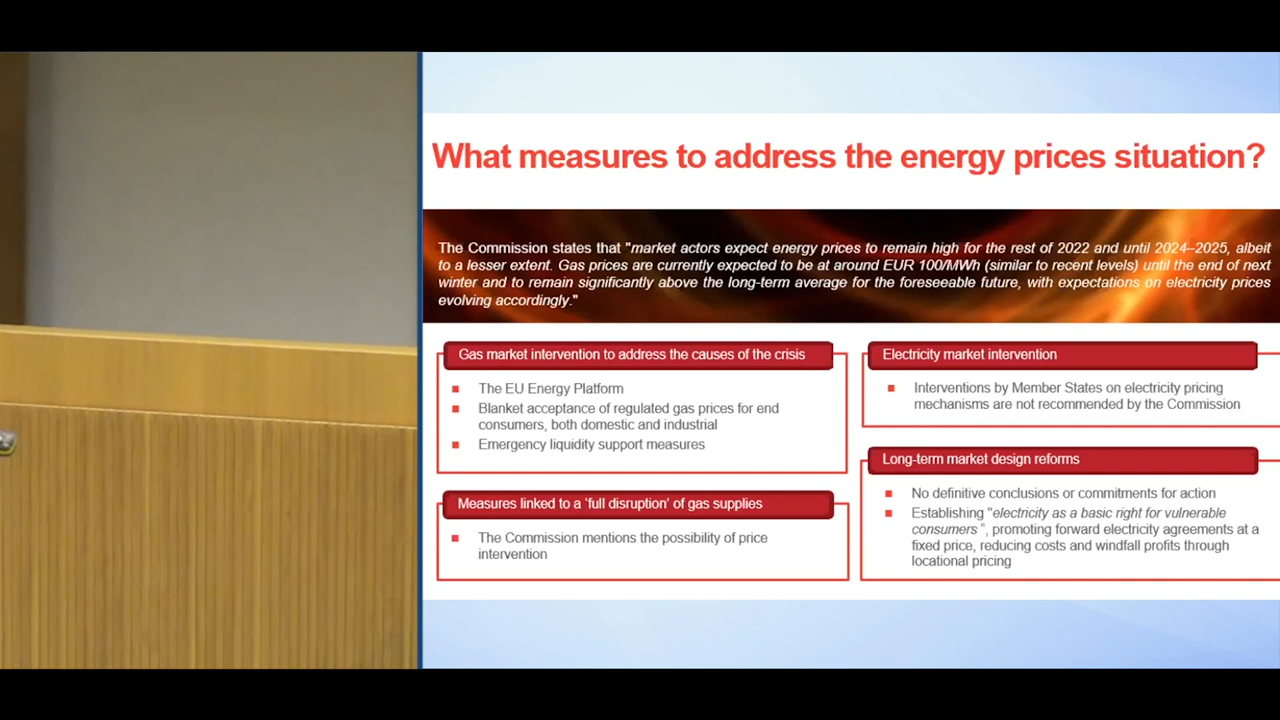 What measures to address the energy prices situation?
The Commission states that "market actors expect energy prices to remain high for the rest of 2022 and until 2024–2025, albeit
to a lesser extent. Gas prices are currently expected to be at around EUR 100/MWh (similar to recent levels) until the end of next
winter and to remain significantly above the long-term average for the foreseeable future, with expectations on electricity prices
evolving accordingly."
Gas market intervention to address the causes of the crisis
The EU Energy Platform
Blanket acceptance of regulated gas prices for end
consumers, both domestic and industrial
Emergency liquidity support measures
Measures linked to a ‘full disruption’ of gas supplies
The Commission mentions the possibility of price
intervention
Electricity market intervention
Interventions by Member States on electricity pricing
mechanisms are not recommended by the Commission
Long-term market design reforms
No definitive conclusions or commitments for action
Establishing "electricity as a basic right for vulnerable
consumers “, promoting forward electricity agreements at a
fixed price, reducing costs and windfall profits through
locational pricing